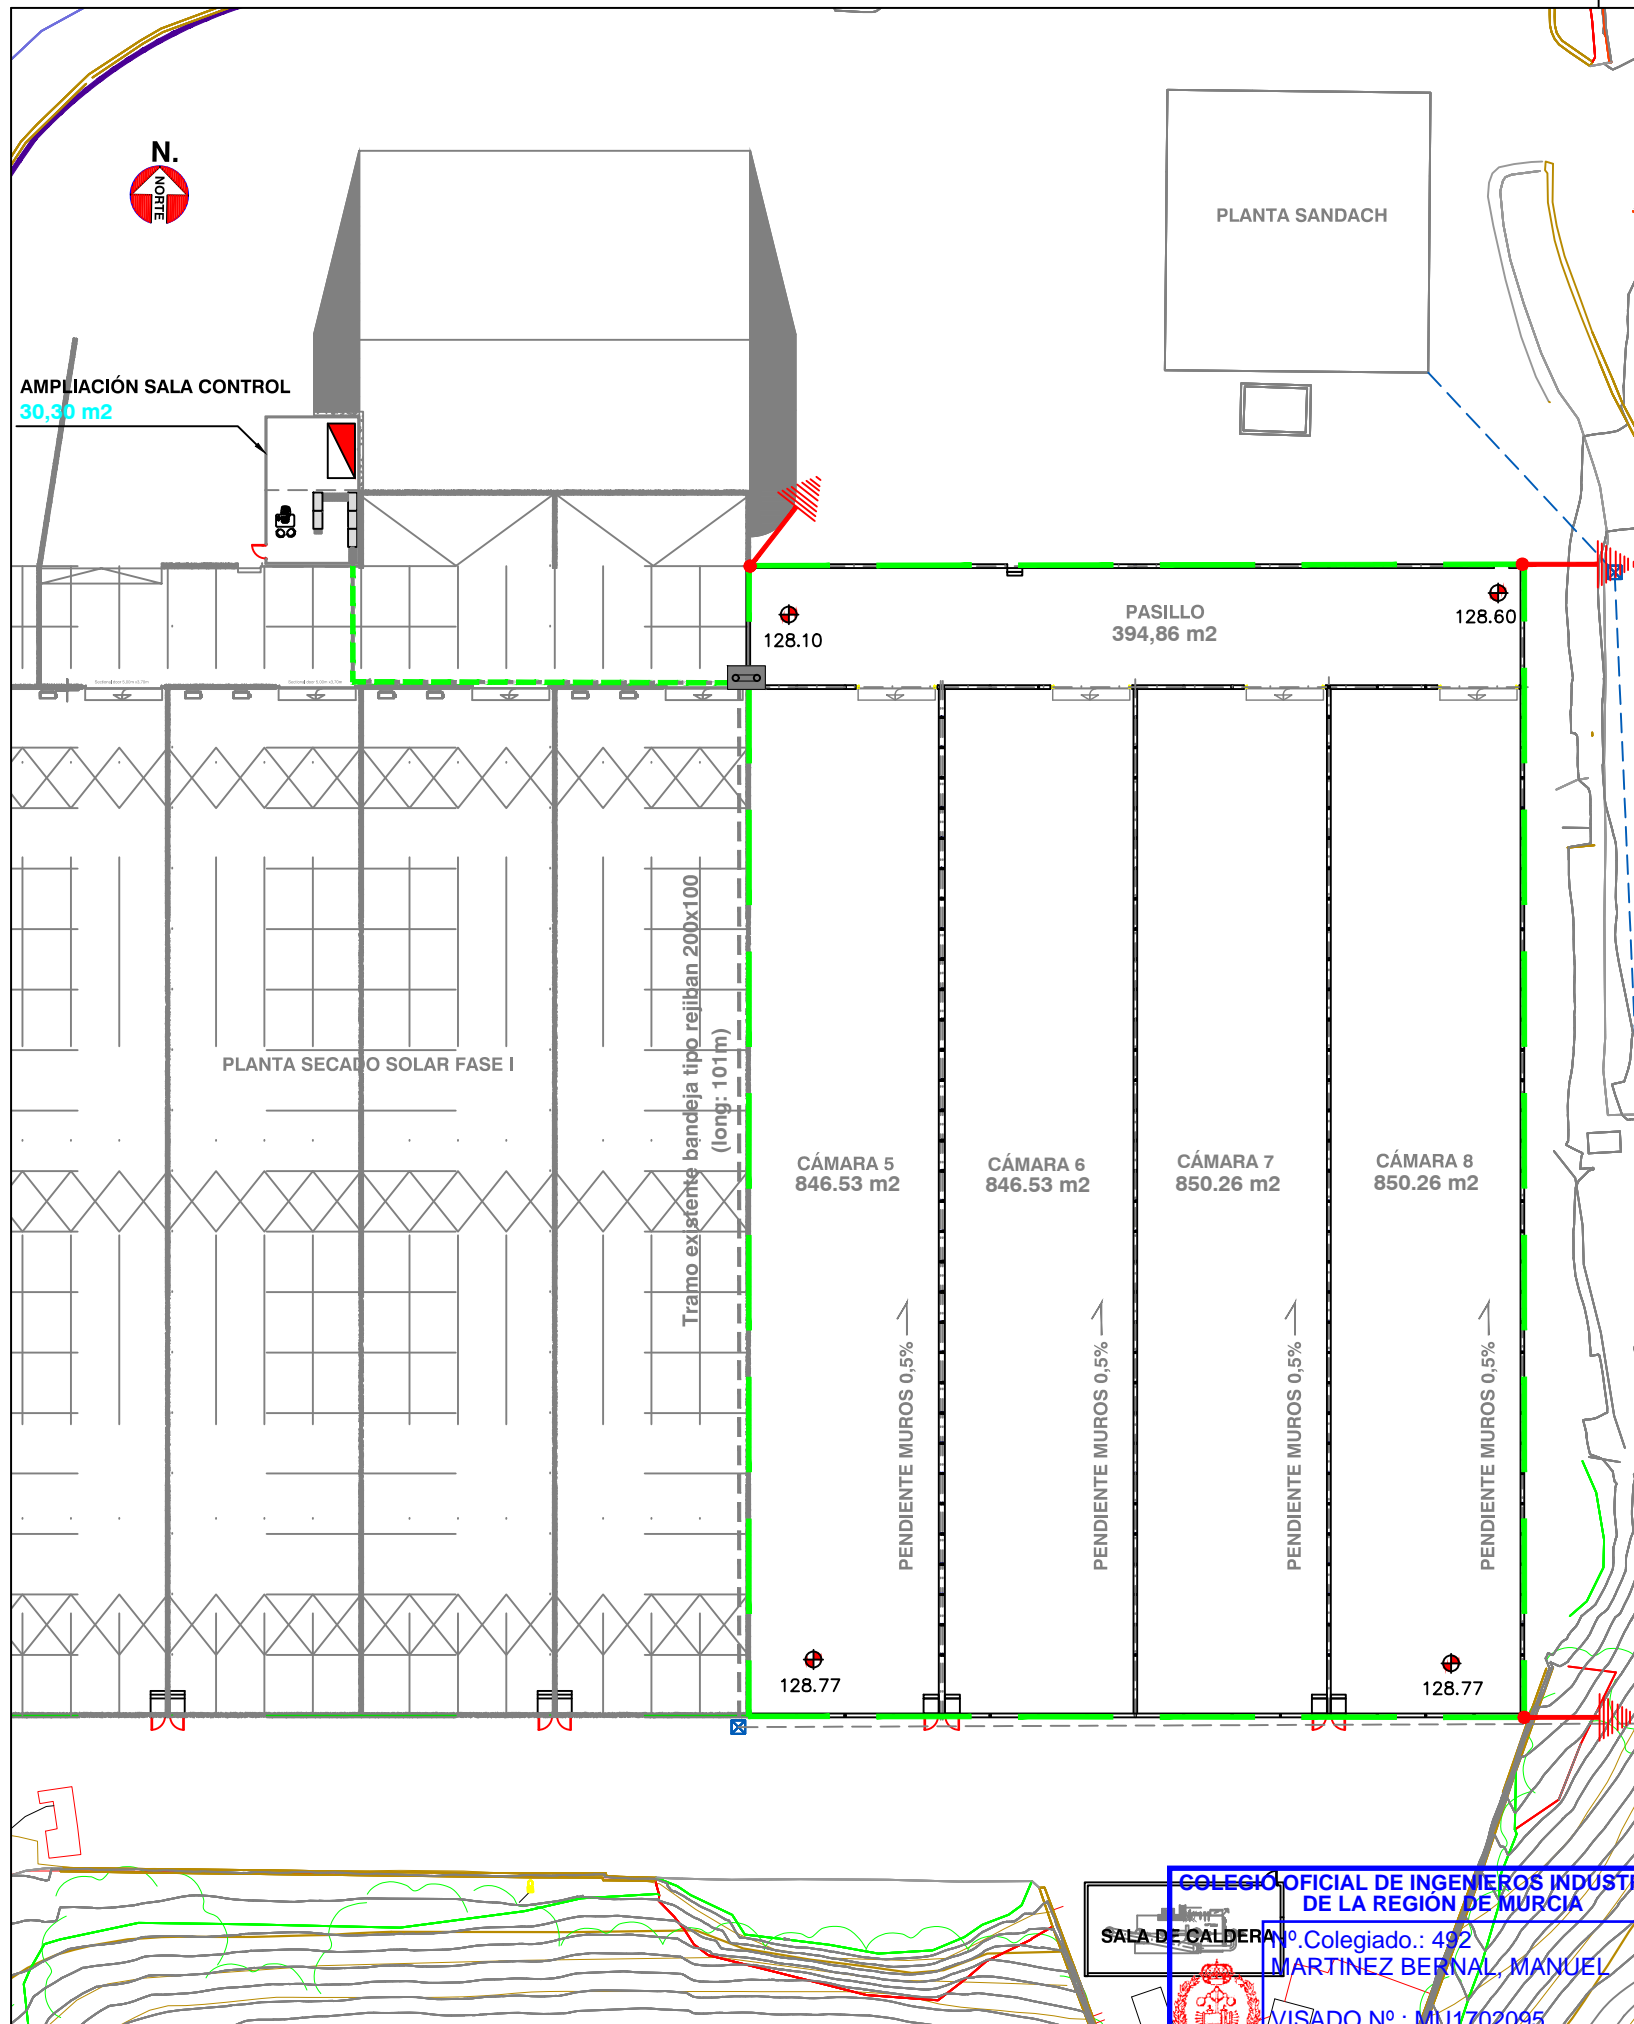 N.
NORTE
PLANTA SANDACH
AMPLIACIÓN SALA CONTROL
30,30 m2
128.10
PASILLO
394,86 m2
128.60
Tramo existente bandeja tipo rejiban 200x100
(long: 101m)
PLANTA SECADO SOLAR FASE I
CÁMARA 5
846.53 m2
CÁMARA 6
846.53 m2
CÁMARA 7
850.26 m2
CÁMARA 8
850.26 m2
PENDIENTE MUROS 0,5%
PENDIENTE MUROS 0,5%
PENDIENTE MUROS 0,5%
PENDIENTE MUROS 0,5%
128.77
128.77
COLEGIO OFICIAL DE INGENIEROS INDUSTR
DE LA REGIÓN DE MURCIA
SALA DE CALDERA
Nº.Colegiado.: 492
MARTINEZ BERNAL, MANUEL
VISADO Nº.: MU1702095